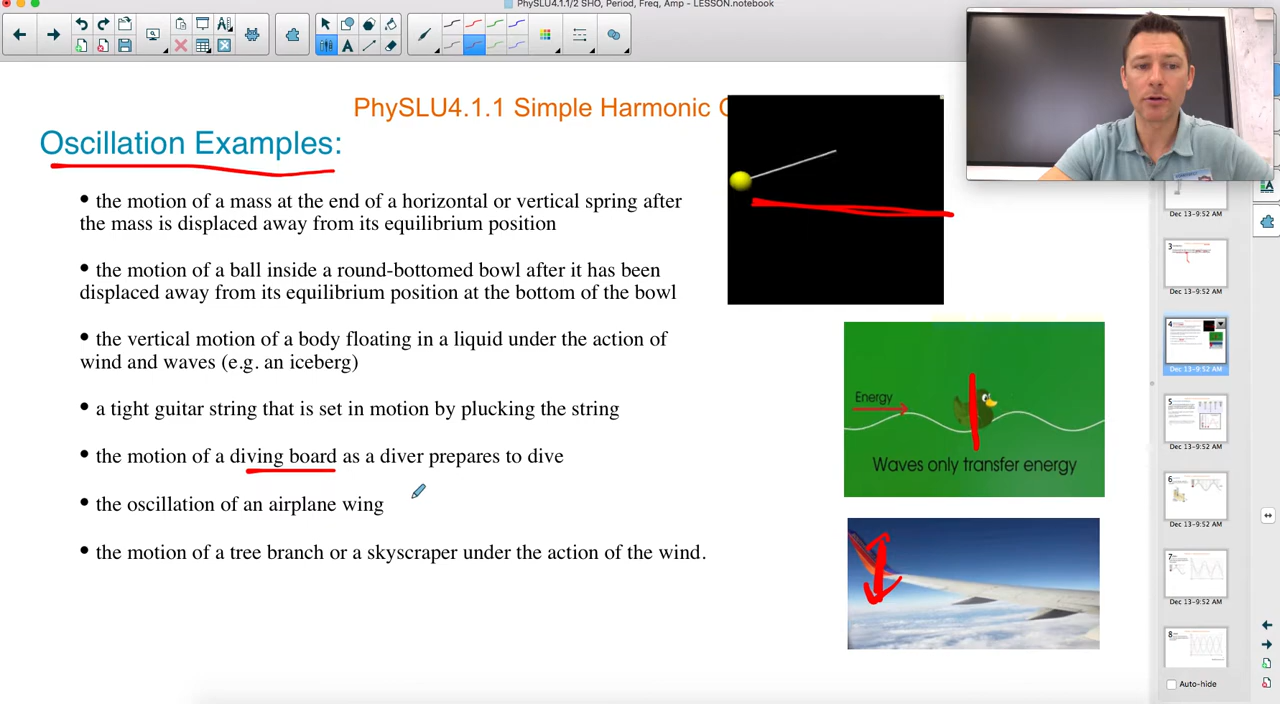 PhySLU4.1.1/2 SHO, Period, Freq, Amp - LESSON.notebook
PhySLU4.1.1 Simple Harmonic
Oscillation Examples:
• the motion of a mass at the end of a horizontal or vertical spring after
the mass is displaced away from its equilibrium position
• the motion of a ball inside a round-bottomed bowl after it has been
displaced away from its equilibrium position at the bottom of the bowl
• the vertical motion of a body floating in a liquid under the action of
wind and waves (e.g. an iceberg)
• a tight guitar string that is set in motion by plucking the string
• the motion of a diving board as a diver prepares to dive
• the oscillation of an airplane wing
• the motion of a tree branch or a skyscraper under the action of the wind.
Energy
Waves only transfer energy
Dec 13-9:52 AM
3
Dec 13-9:52 AM
4
Dec 13-9:52 AM
5
Dec 13-9:52 AM
6
Dec 13-9:52 AM
7
Dec 13-9:52 AM
8
Auto-hide